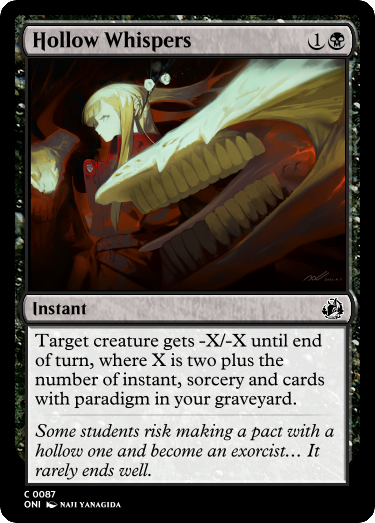 Hollow Whispers 1
Instant
Target creature gets -X/-X until end
of turn, where X is two plus the
number of instant, sorcery and cards
with paradigm in your graveyard.
Some students risk making a pact with a
hollow one and become an exorcist… It
rarely ends well.
C 0087
ONI NAJI YANAGIDA